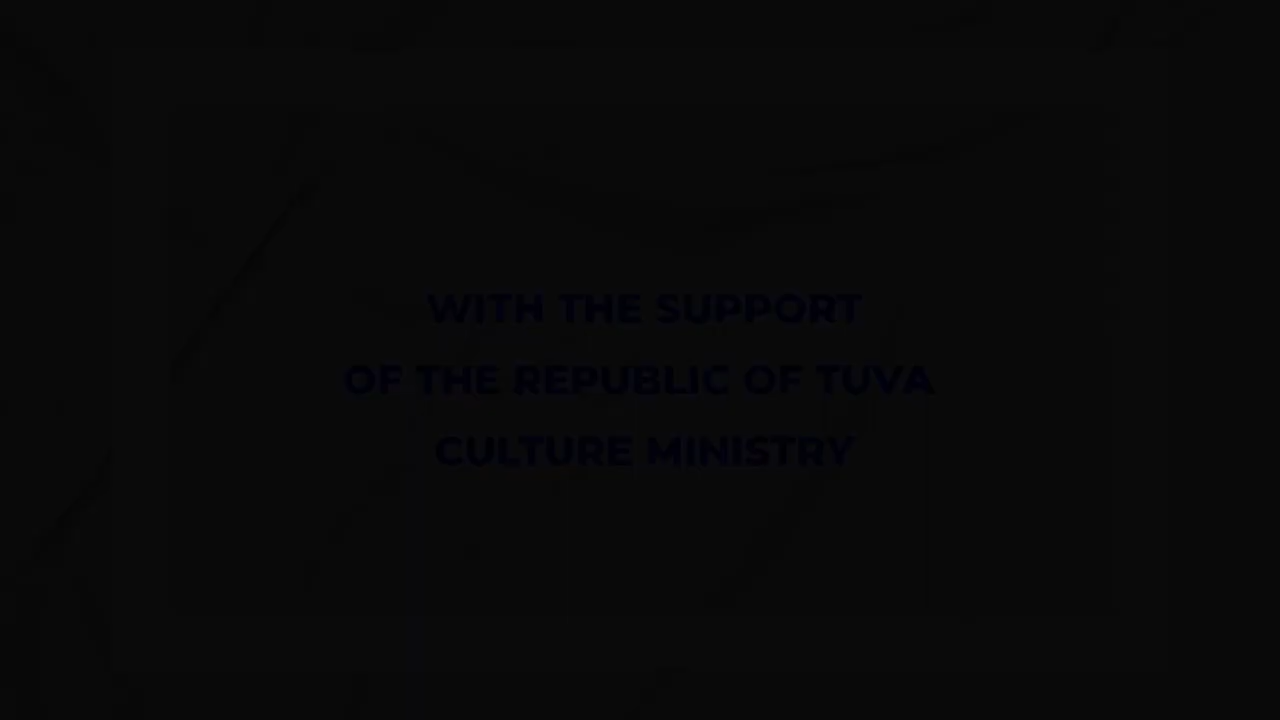 WITH THE SUPPORT
OF THE REPUBLIC OF TUVA
CULTURE MINISTRY